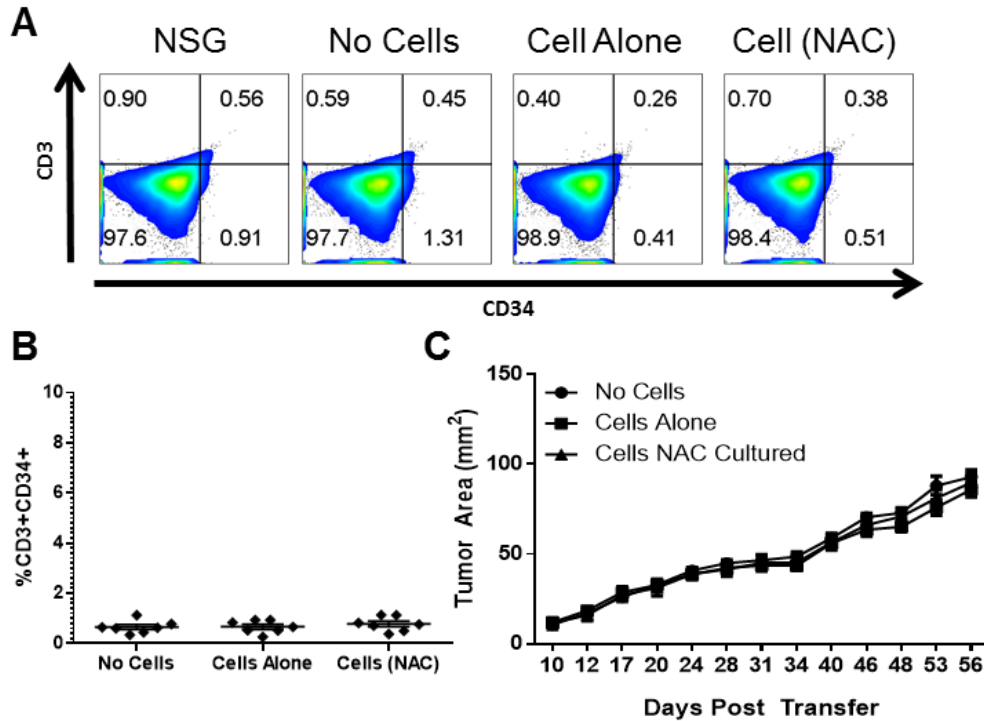 A
NSG No Cells Cell Alone Cell (NAC)
0.90 0.56 0.59 0.45 0.40 0.26 0.70 0.38
CD3
97.6 0.91 97.7 1.31 98.9 0.41 98.4 0.51
CD34
B
%CD3+CD34+
10
8
6
4
2
0
No Cells Cells Alone Cells (NAC)
C
Tumor Area (mm²)
150
100
50
0
No Cells
Cells Alone
Cells NAC Cultured
10 12 17 20 24 28 31 34 40 46 48 53 56
Days Post Transfer